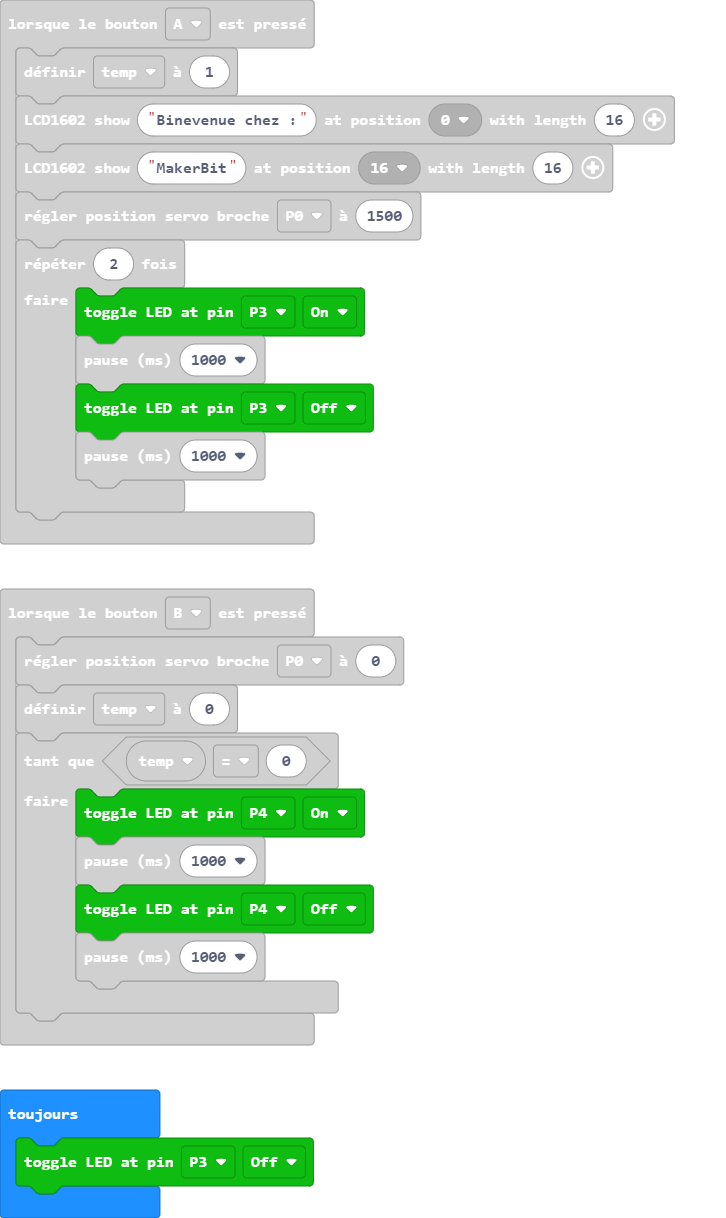 lorsque le bouton A est pressé
définir temp à 1
LCD1602 show "Binevenue chez :" at position 0 with length 16
LCD1602 show "MakerBit" at position 16 with length 16
régler position servo broche P0 à 1500
répéter 2 fois
faire
toggle LED at pin P3 On
pause (ms) 1000
toggle LED at pin P3 Off
pause (ms) 1000
lorsque le bouton B est pressé
régler position servo broche P0 à 0
définir temp à 0
tant que temp = 0
faire
toggle LED at pin P4 On
pause (ms) 1000
toggle LED at pin P4 Off
pause (ms) 1000
toujours
toggle LED at pin P3 Off